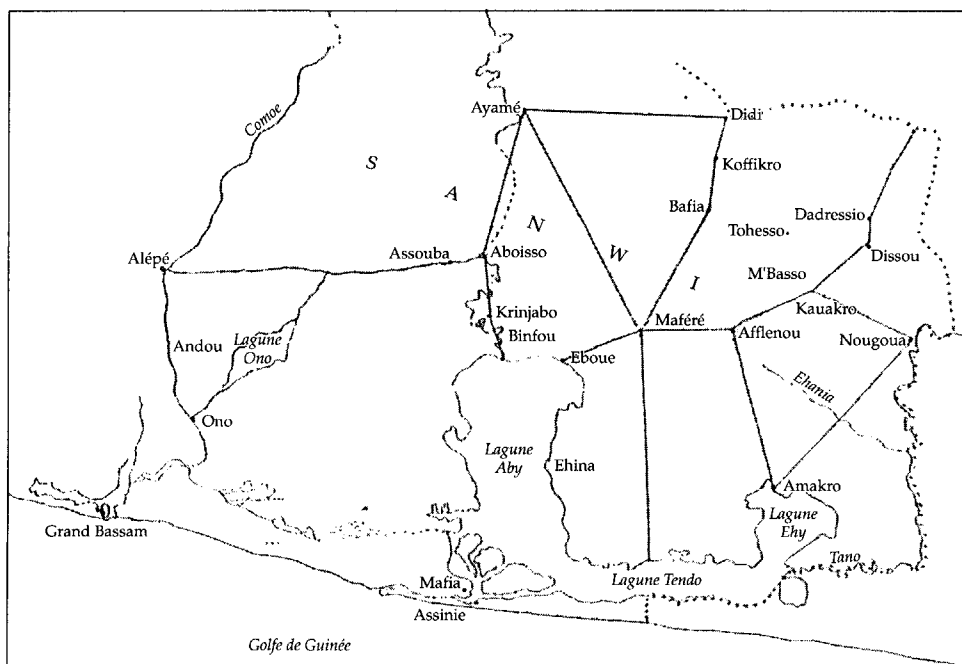 Ayamé
Didi
Comoe
Koffikro
S
A
N
W
I
Bafia
Tohesso
Dadressio
Alépé
Assouba
Aboisso
Dissou
M'Basso
Krinjabo
Maféré
Kauakro
Andou
Lagune
Ono
Binfou
Afflenou
Nougoua
Eboue
Ehania
Ono
Lagune
Aby
Ehina
Amakro
Lagune
Ehy
Grand Bassam
Tano
Lagune Tendo
Mafia
Assinie
Golfe de Guinée